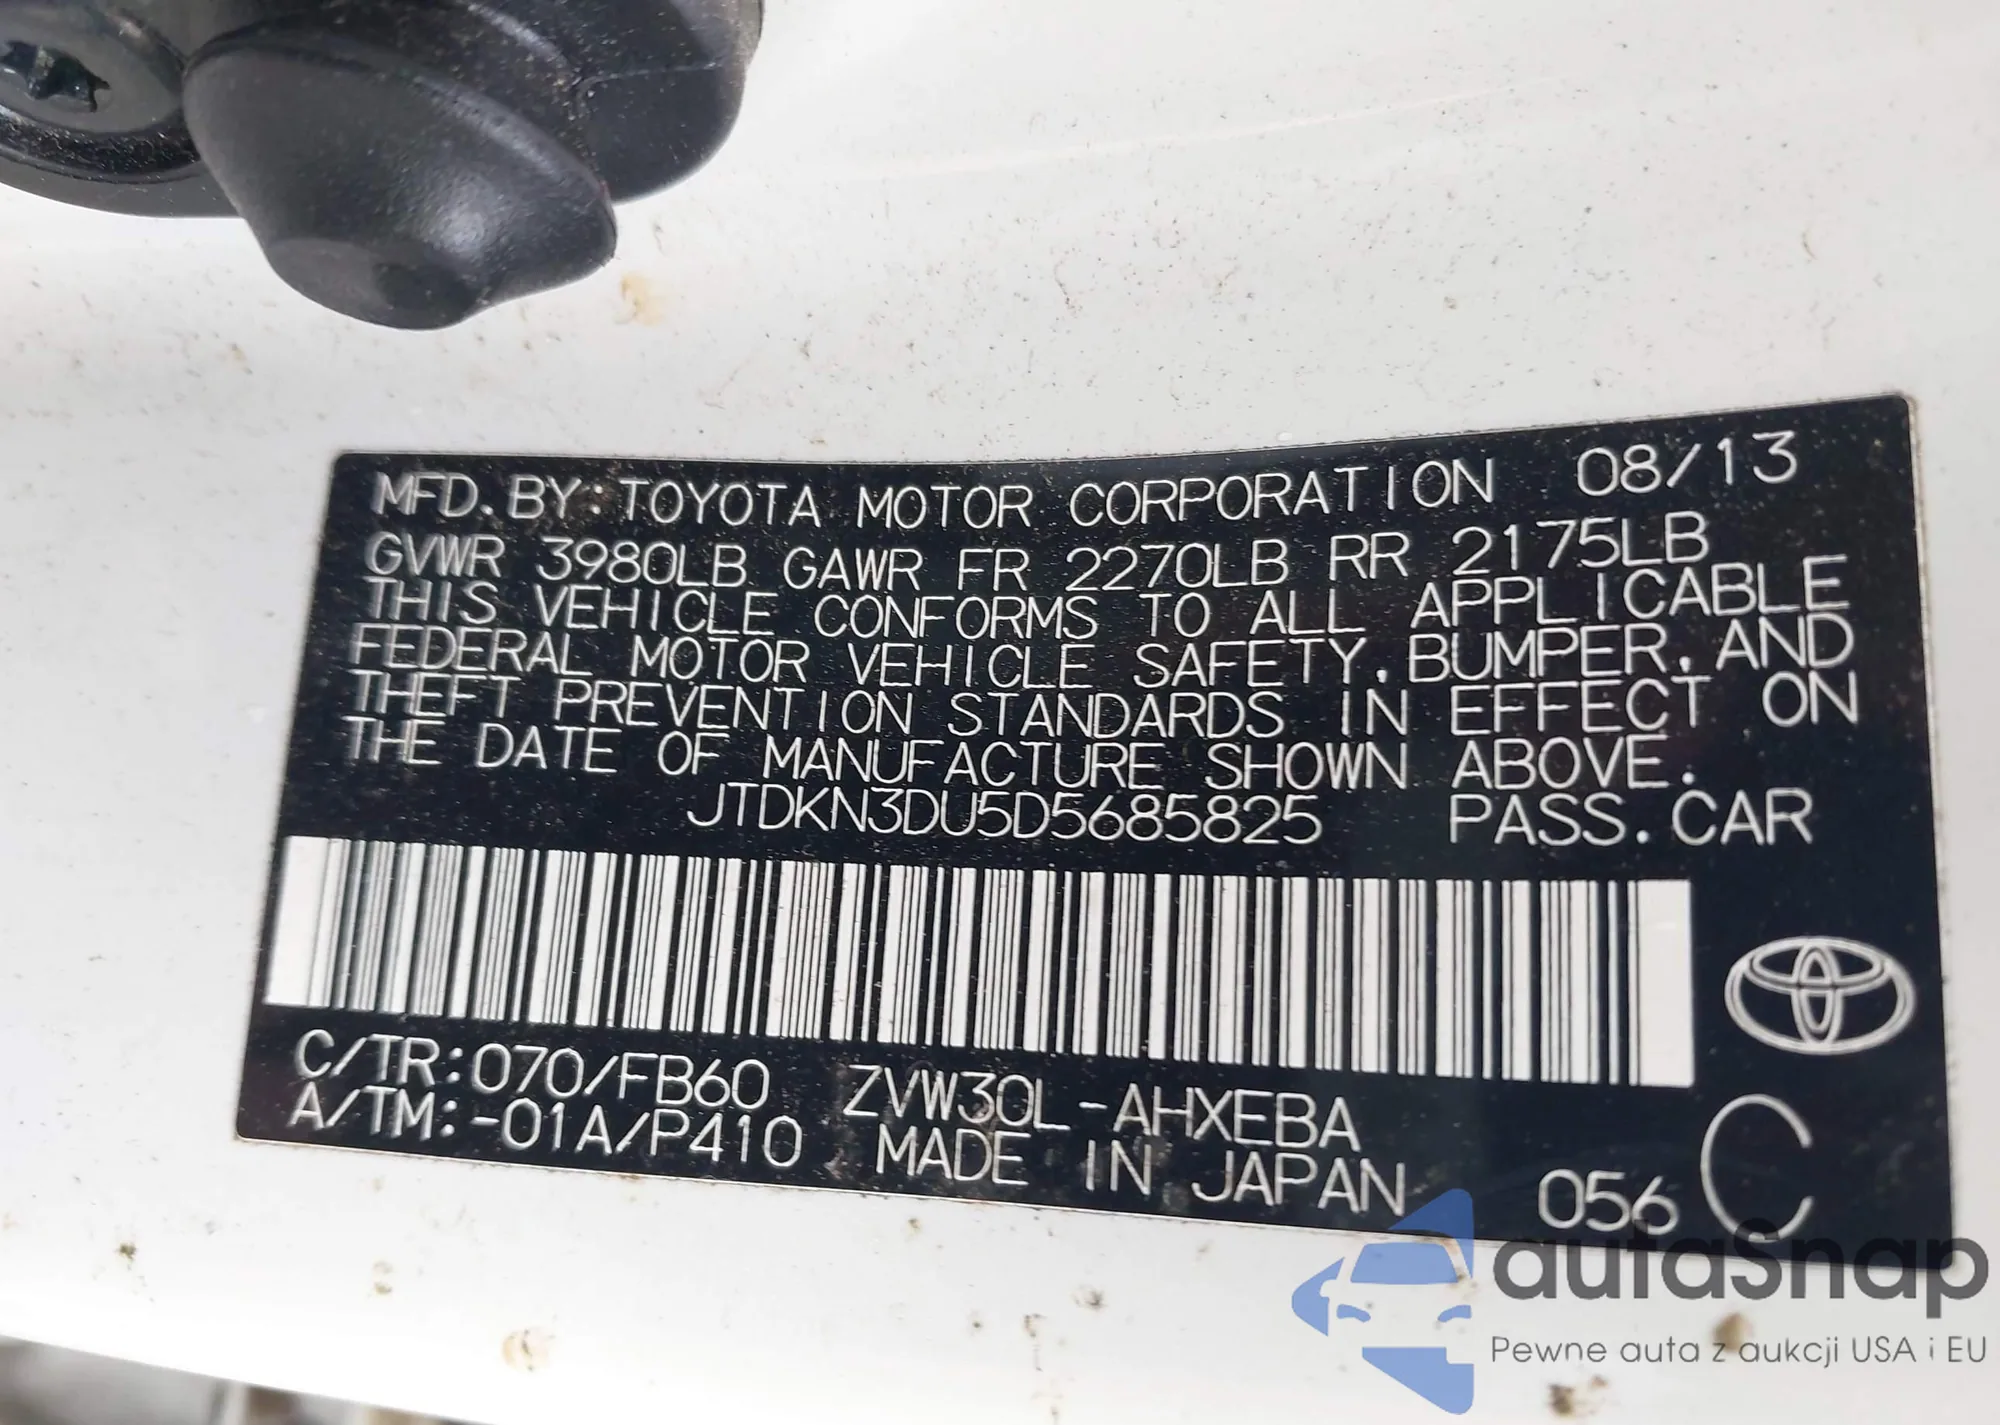 MFD. BY: TOYOTA MOTOR CORPORATION 08/13
GVWR 3980LB GAWR FR 2270LB RR 2175LB
THIS VEHICLE CONFORMS TO ALL APPLICABLE
FEDERAL MOTOR VEHICLE SAFETY, BUMPER, AND
THEFT PREVENTION STANDARDS IN EFFECT ON
THE DATE OF MANUFACTURE SHOWN ABOVE.
JTDKN3DU5D5685825 PASS. CAR
C/TR: 070/FB60 ZVW30L-AHXEBA
A/TM: -01A/P410 MADE IN JAPAN
056 C
autaSnap
Pewne auta z aukcji USA i EU